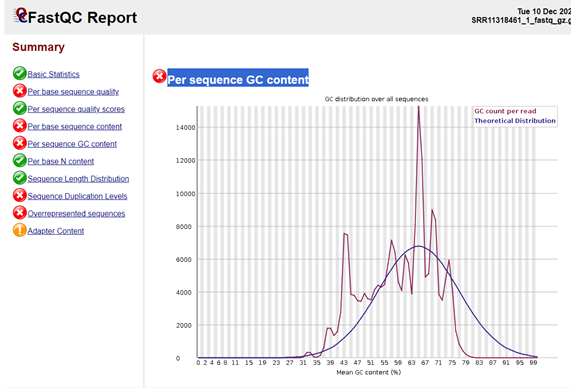 FastQC Report
Tue 10 Dec 202
SRR11318461_1_fastq_gz.g
Summary
Basic Statistics
Per base sequence quality
Per sequence quality scores
Per base sequence content
Per sequence GC content
Per base N content
Sequence Length Distribution
Sequence Duplication Levels
Overrepresented sequences
Adapter Content
Per sequence GC content
GC distribution over all sequences
GC count per read
Theoretical Distribution
14000
12000
10000
8000
6000
4000
2000
0
0 2 4 6 8 11 15 19 23 27 31 35 39 43 47 51 55 59 63 67 71 75 79 83 87 91 95 99
Mean GC content (%)